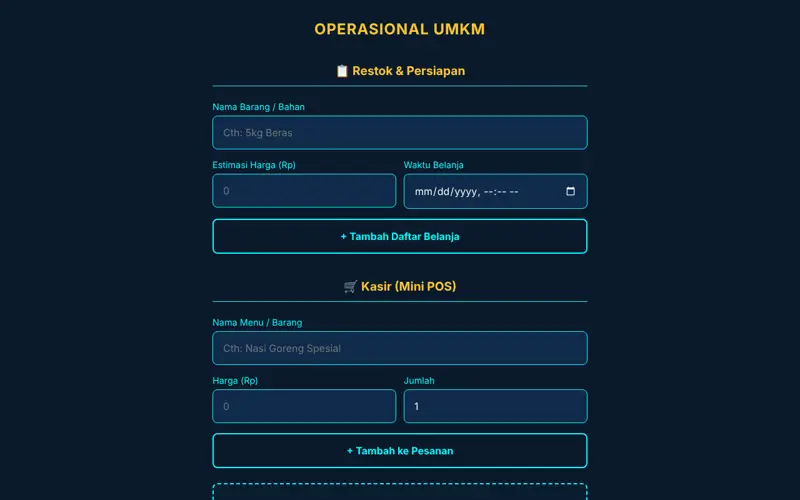 OPERASIONAL UMKM
📋 Restok & Persiapan
Nama Barang / Bahan
Cth: 5kg Beras
Estimasi Harga (Rp)
Waktu Belanja
0
mm/dd/yyyy, --:-- --
+ Tambah Daftar Belanja
🛒 Kasir (Mini POS)
Nama Menu / Barang
Cth: Nasi Goreng Spesial
Harga (Rp)
Jumlah
0
1
+ Tambah ke Pesanan